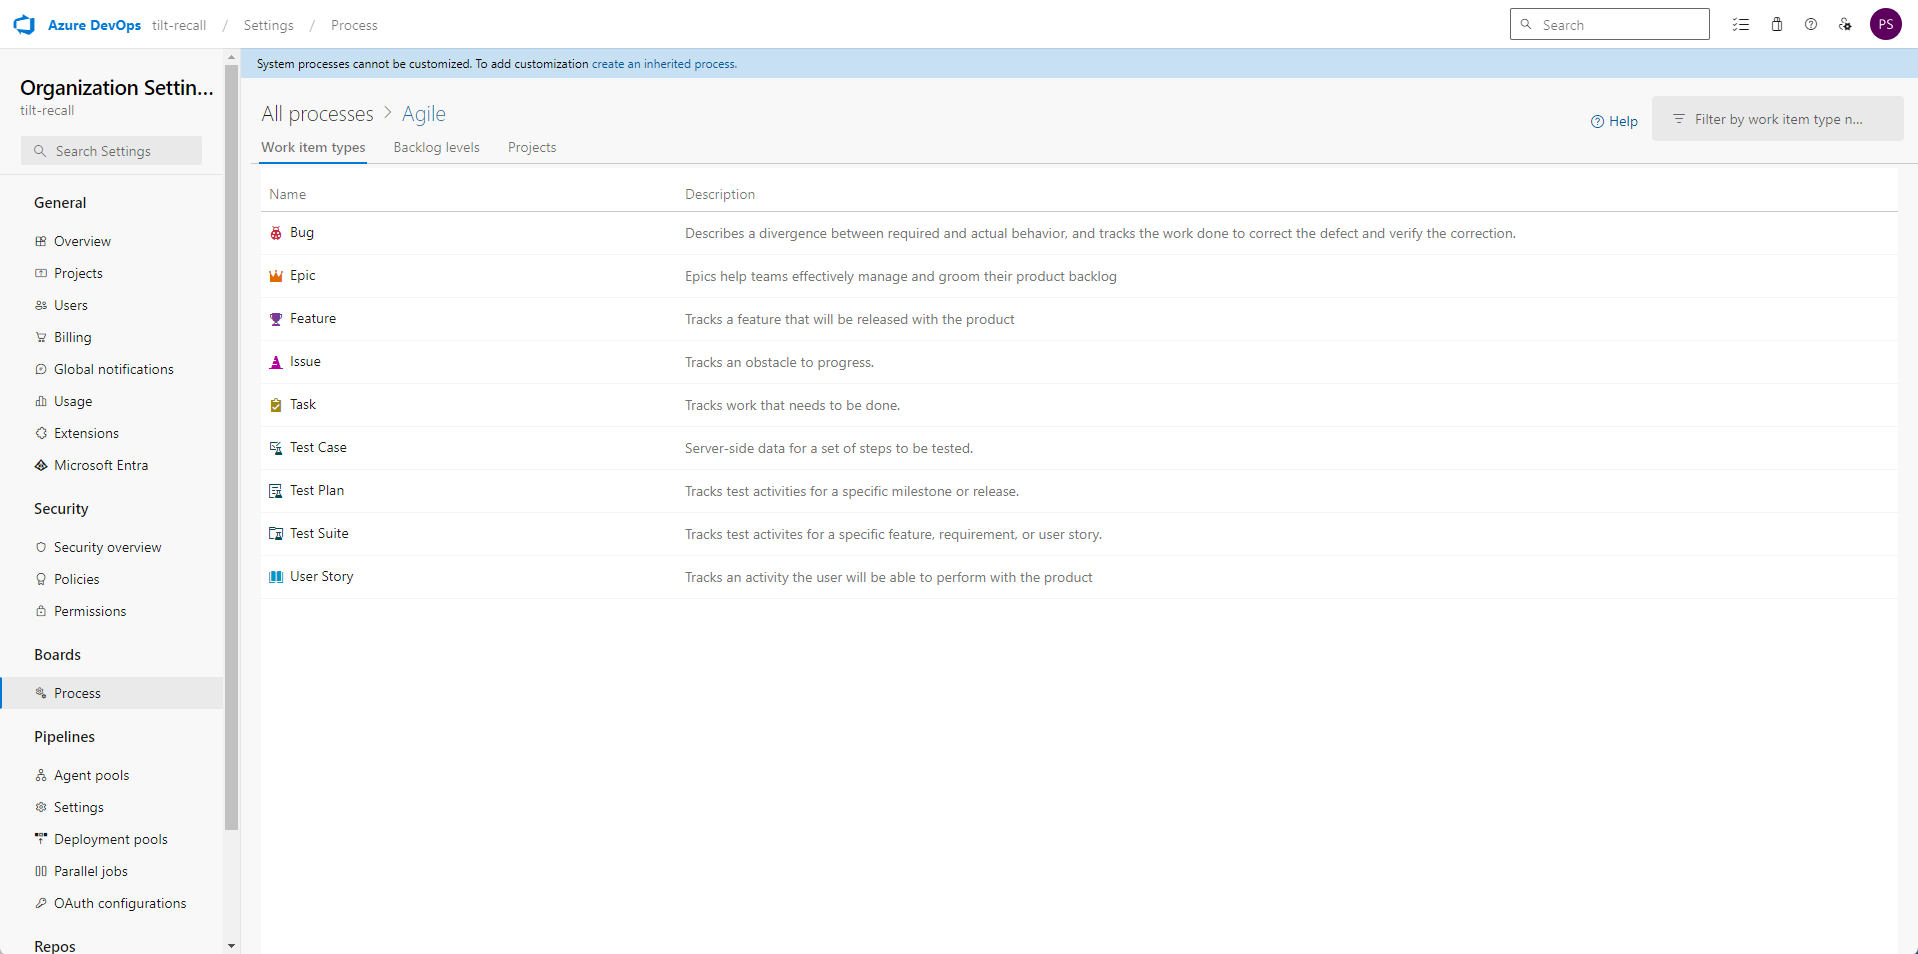 Azure DevOps tilt-recall / Settings / Process
Search
PS
Organization Settin...
tilt-recall
Search Settings
General
Overview
Projects
Users
Billing
Global notifications
Usage
Extensions
Microsoft Entra
Security
Security overview
Policies
Permissions
Boards
Process
Pipelines
Agent pools
Settings
Deployment pools
Parallel jobs
OAuth configurations
Repos
System processes cannot be customized. To add customization create an inherited process.
All processes > Agile
Help
Filter by work item type n...
Work item types Backlog levels Projects
Name Description
Bug Describes a divergence between required and actual behavior, and tracks the work done to correct the defect and verify the correction.
Epic Epics help teams effectively manage and groom their product backlog
Feature Tracks a feature that will be released with the product
Issue Tracks an obstacle to progress.
Task Tracks work that needs to be done.
Test Case Server-side data for a set of steps to be tested.
Test Plan Tracks test activities for a specific milestone or release.
Test Suite Tracks test activites for a specific feature, requirement, or user story.
User Story Tracks an activity the user will be able to perform with the product